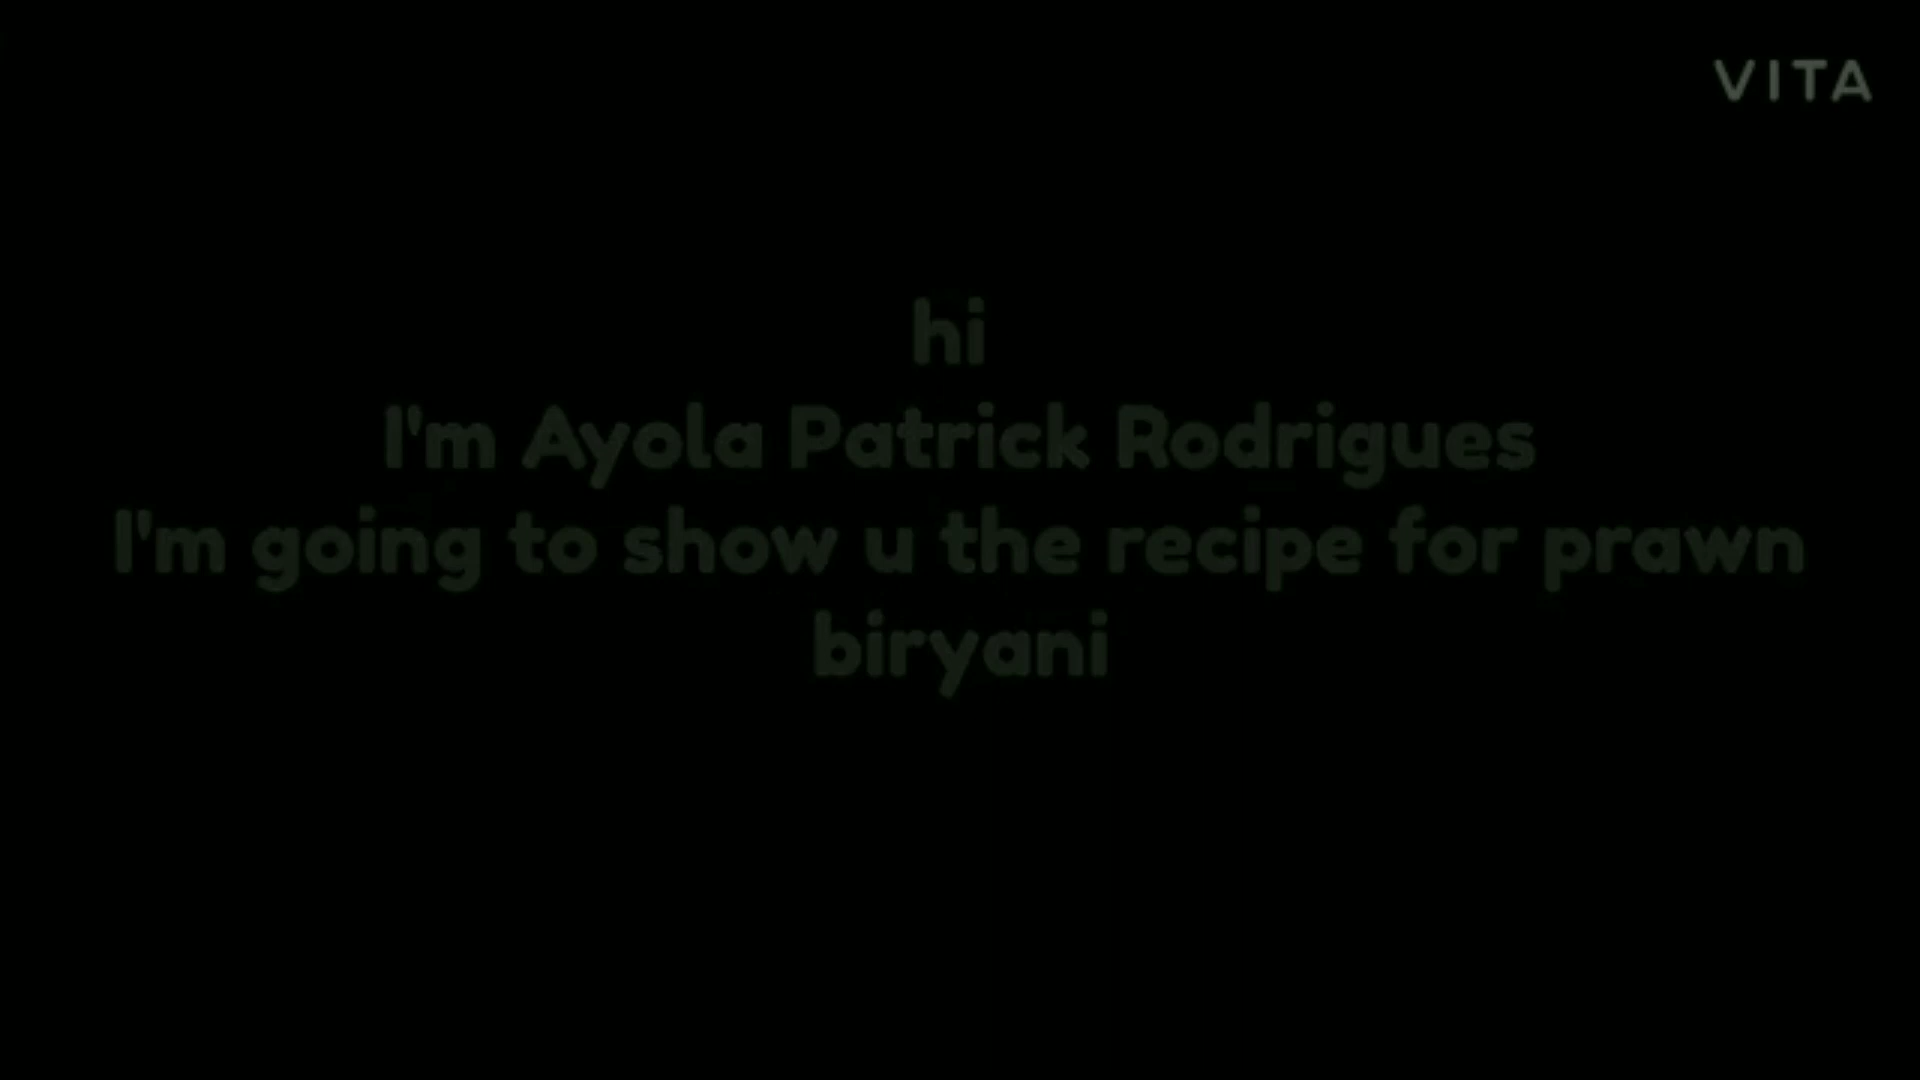 VITA
hi
I'm Ayola Patrick Rodrigues
I'm going to show u the recipe for prawn
biryani